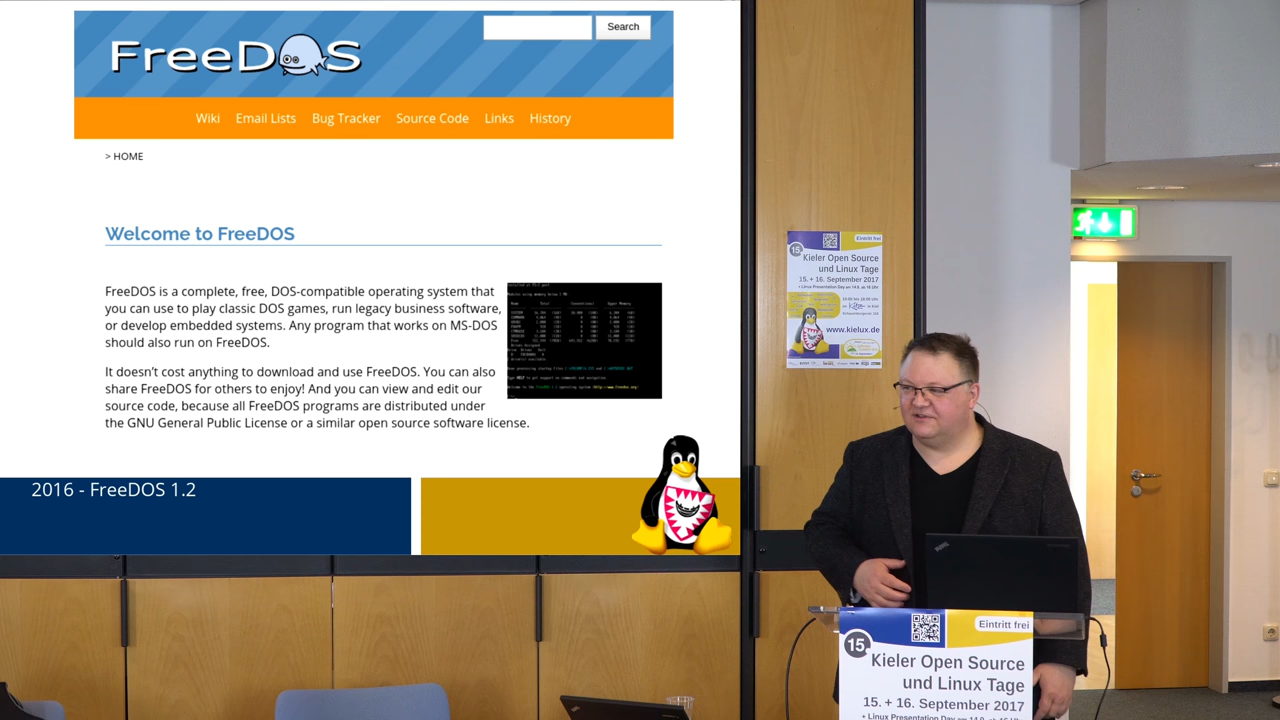 FreeDOS
Search
Wiki
Email Lists
Bug Tracker
Source Code
Links
History
> HOME
Welcome to FreeDOS
FreeDOS is a complete, free, DOS-compatible operating system that
you can use to play classic DOS games, run legacy business software,
or develop embedded systems. Any program that works on MS-DOS
should also run on FreeDOS.
It doesn't cost anything to download and use FreeDOS. You can also
share FreeDOS for others to enjoy! And you can view and edit our
source code, because all FreeDOS programs are distributed under
the GNU General Public License or a similar open source software license.
2016 - FreeDOS 1.2
Eintritt frei
15.
Kieler Open Source
und Linux Tage
15. + 16. September 2017
www.kielux.de
Eintritt frei
15.
Kieler Open Source
und Linux Tage
15. + 16. September 2017